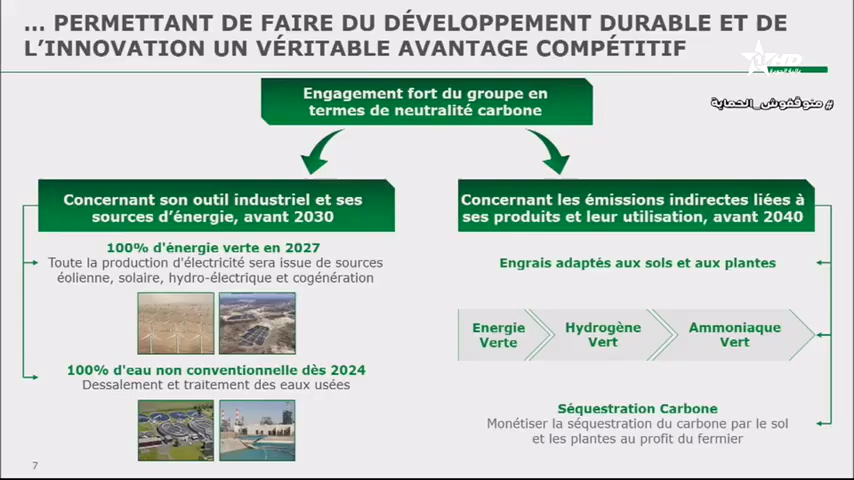 ... PERMETTANT DE FAIRE DU DÉVELOPPEMENT DURABLE ET DE
L'INNOVATION UN VÉRITABLE AVANTAGE COMPÉTITIF
HD
# منوقفوش_الحماية
Engagement fort du groupe en
termes de neutralité carbone
Concernant son outil industriel et ses
sources d'énergie, avant 2030
100% d'énergie verte en 2027
Toute la production d'électricité sera issue de sources
éolienne, solaire, hydro-électrique et cogénération
100% d'eau non conventionnelle dès 2024
Dessalement et traitement des eaux usées
Concernant les émissions indirectes liées à
ses produits et leur utilisation, avant 2040
Engrais adaptés aux sols et aux plantes
Energie
Verte
Hydrogène
Vert
Ammoniaque
Vert
Séquestration Carbone
Monétiser la séquestration du carbone par le sol
et les plantes au profit du fermier
7